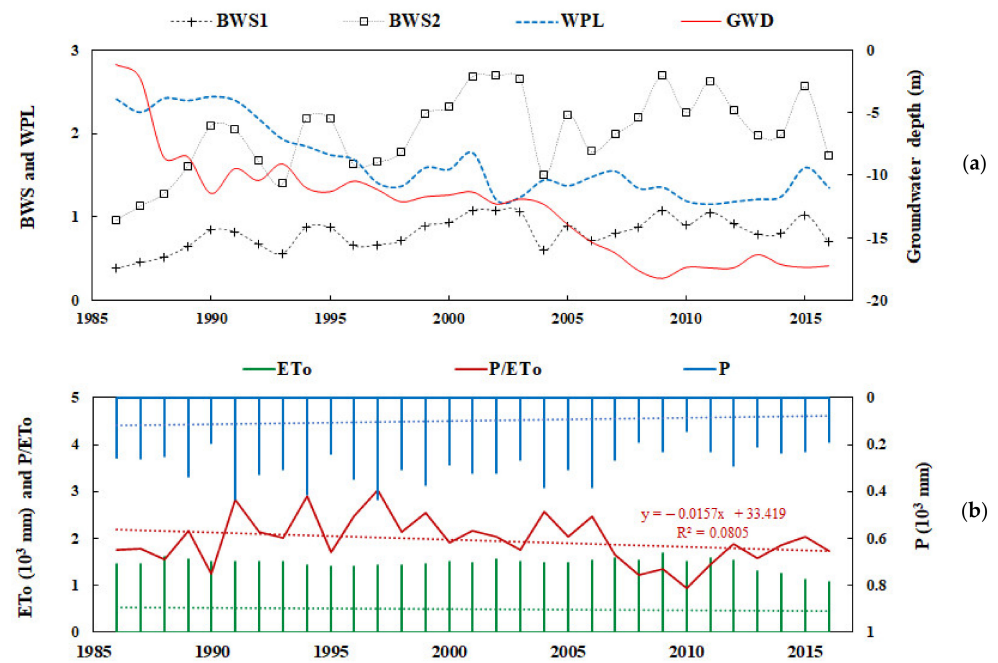 BWS1 BWS2 WPL GWD
3 0
2 -5
-10
1 -15
0 -20
BWS and WPL
Groundwater depth (m)
(a)
1985 1990 1995 2000 2005 2010 2015
ETo P/ETo P
5 0
4 0.2
3 0.4
2 0.6
1 0.8
0 1
ETo (10³ mm) and P/ETo
P (10³ mm)
(b)
y = – 0.0157x + 33.419
R² = 0.0805
1985 1990 1995 2000 2005 2010 2015